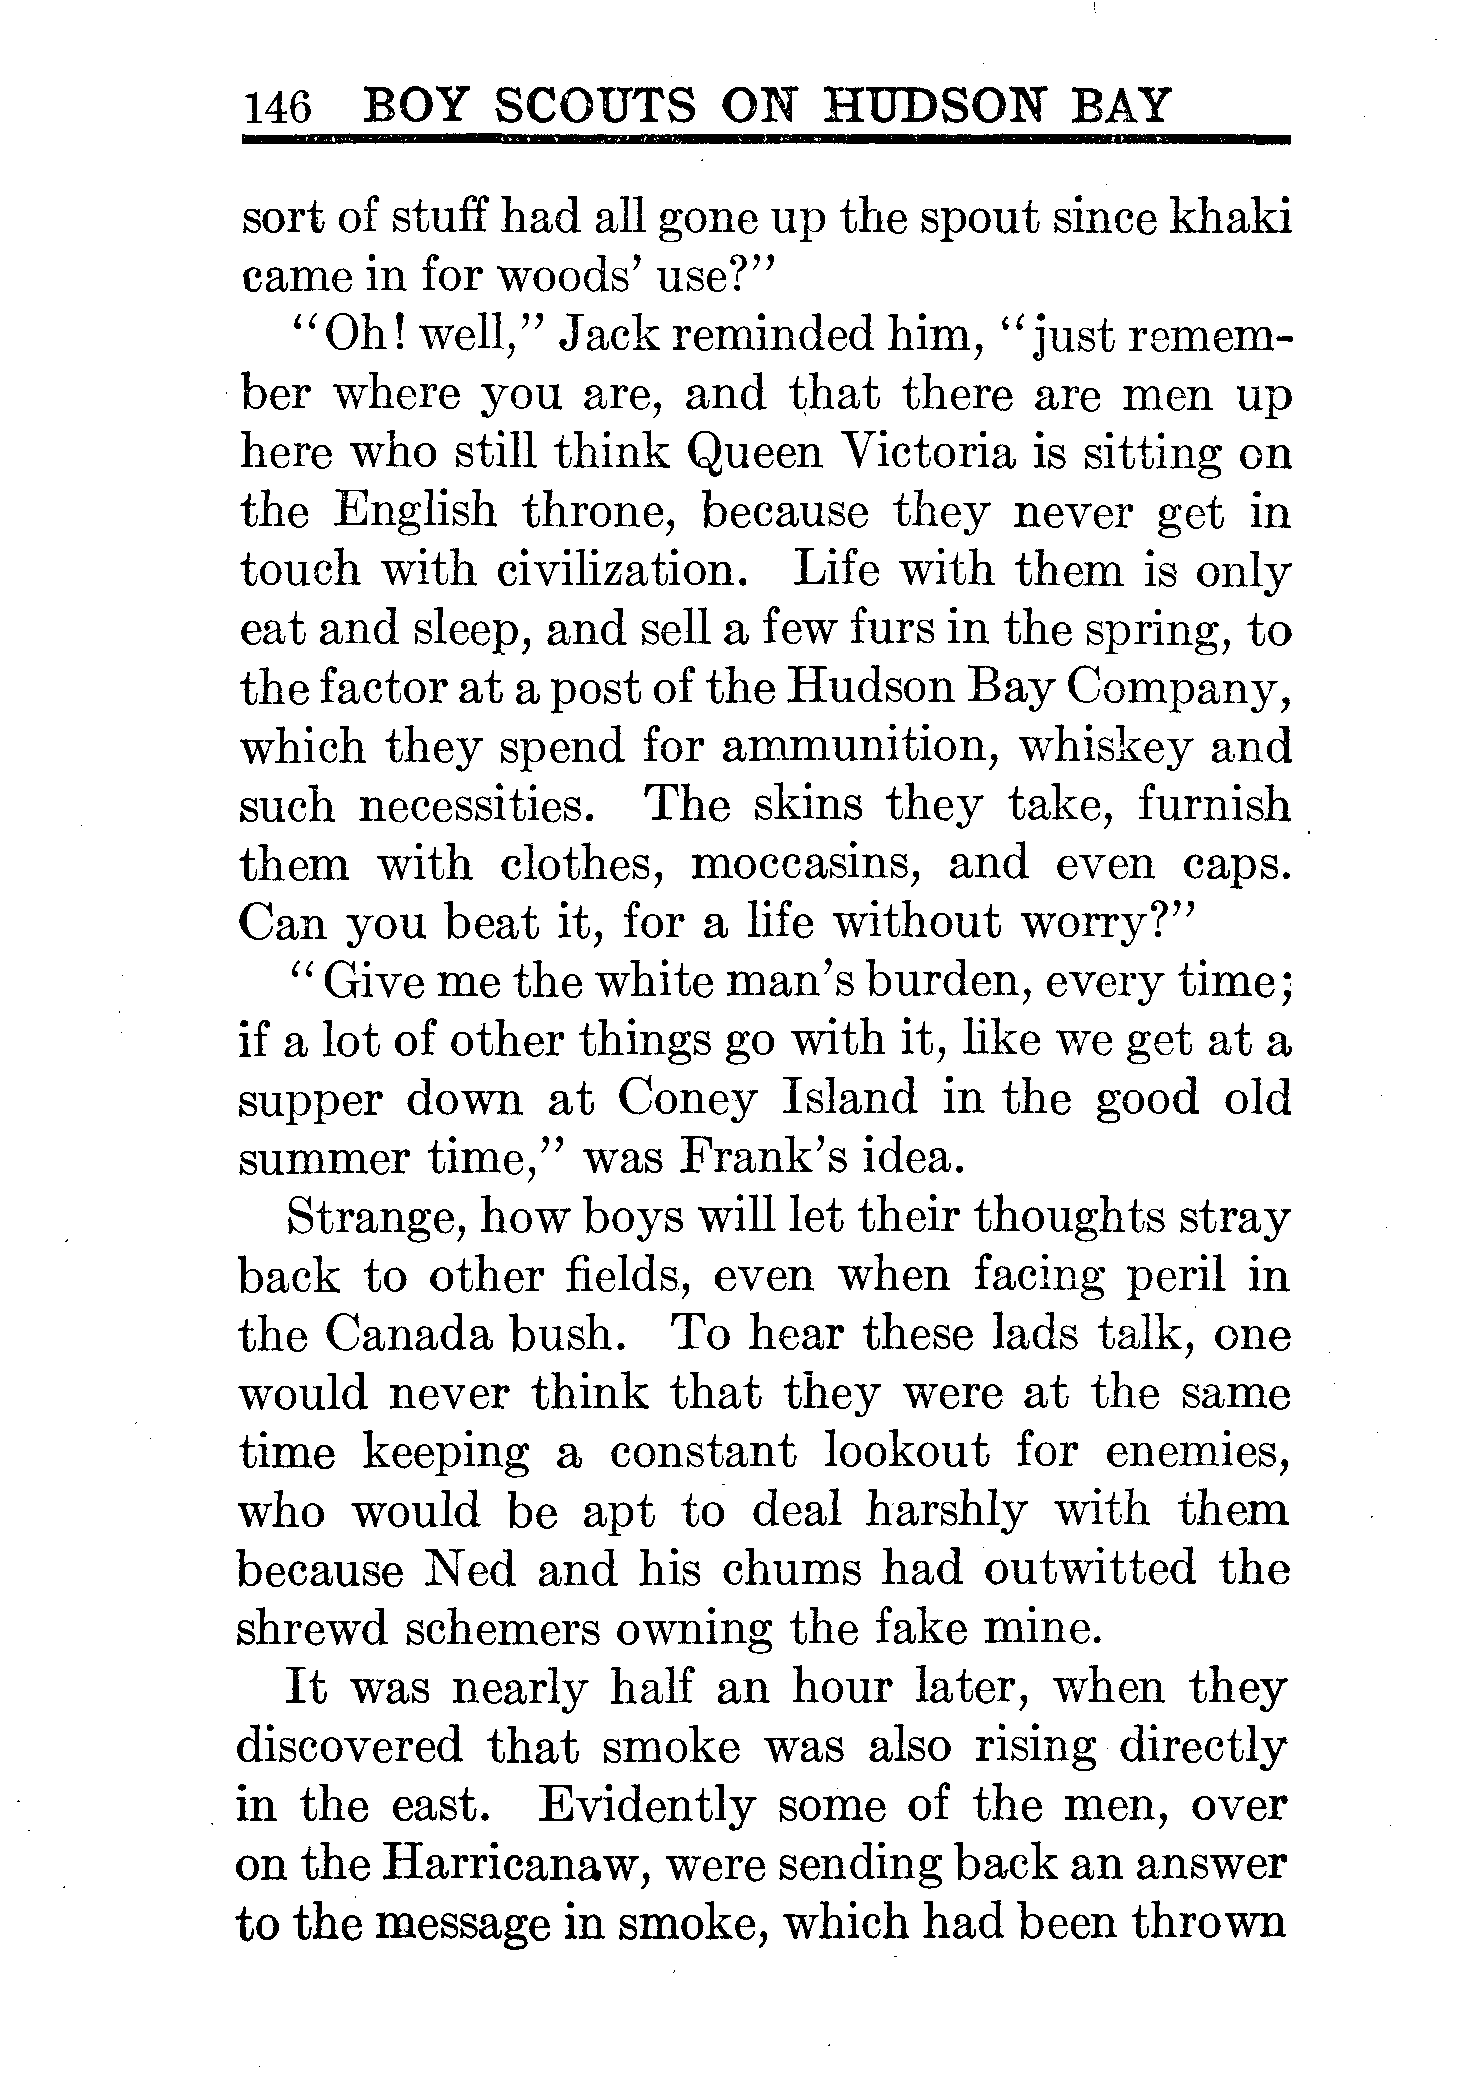 146 BOY SCOUTS ON HUDSON BAY
sort of stuff had all gone up the spout since khaki
came in for woods' use?"
"Oh! well," Jack reminded him, "just remem-
ber where you are, and that there are men up
here who still think Queen Victoria is sitting on
the English throne, because they never get in
touch with civilization. Life with them is only
eat and sleep, and sell a few furs in the spring, to
the factor at a post of the Hudson Bay Company,
which they spend for ammunition, whiskey and
such necessities. The skins they take, furnish
them with clothes, moccasins, and even caps.
Can you beat it, for a life without worry?"
"Give me the white man's burden, every time;
if a lot of other things go with it, like we get at a
supper down at Coney Island in the good old
summer time," was Frank's idea.
Strange, how boys will let their thoughts stray
back to other fields, even when facing peril in
the Canada bush. To hear these lads talk, one
would never think that they were at the same
time keeping a constant lookout for enemies,
who would be apt to deal harshly with them
because Ned and his chums had outwitted the
shrewd schemers owning the fake mine.
It was nearly half an hour later, when they
discovered that smoke was also rising directly
in the east. Evidently some of the men, over
on the Harricanaw, were sending back an answer
to the message in smoke, which had been thrown